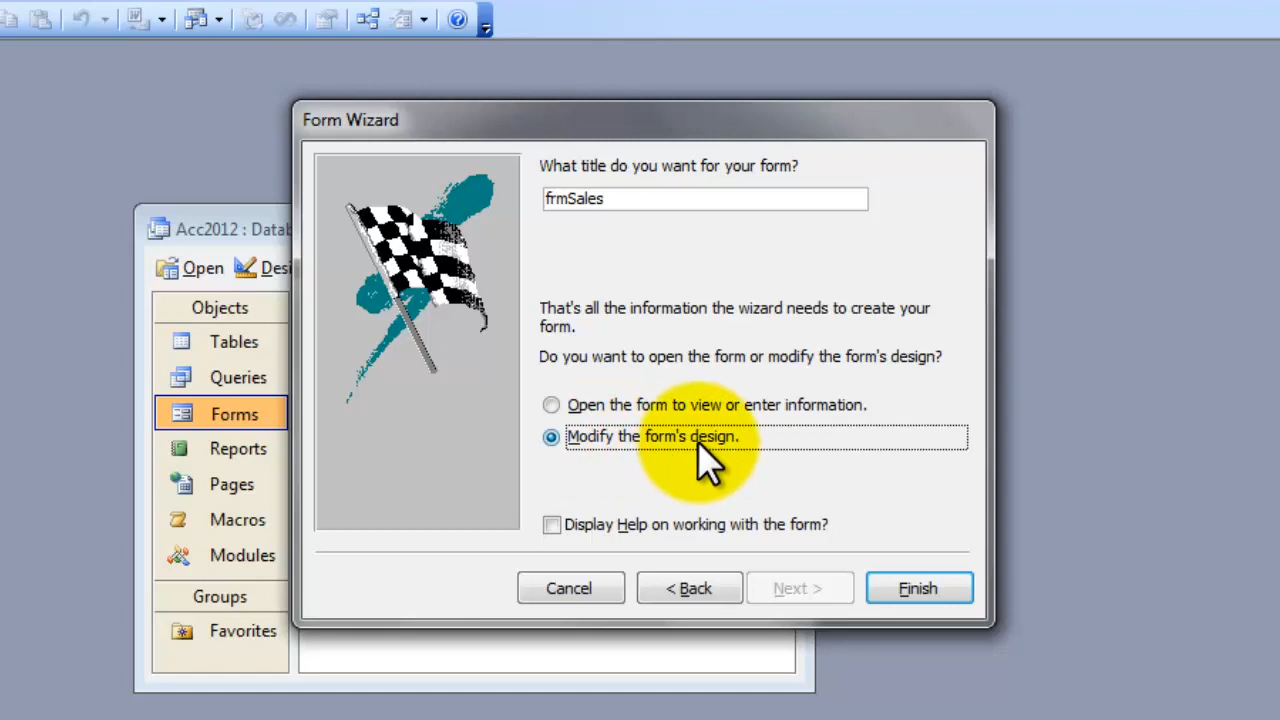 Form Wizard
What title do you want for your form?
frmSales
Acc2012 : Datab
Open Desi
Objects
Tables
Queries
Forms
Reports
Pages
Macros
Modules
Groups
Favorites
That's all the information the wizard needs to create your
form.
Do you want to open the form or modify the form's design?
Open the form to view or enter information.
Modify the form's design.
Display Help on working with the form?
Cancel
< Back
Next >
Finish